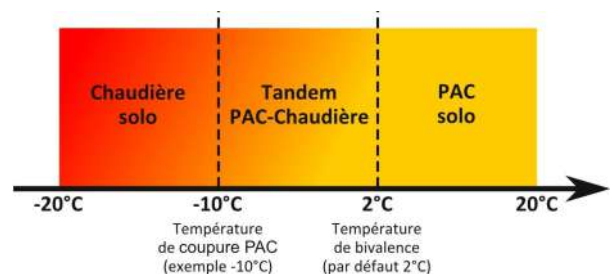 Chaudière
solo
Tandem
PAC-Chaudière
PAC
solo
-20°C
-10°C
2°C
20°C
Température
de coupure PAC
(exemple -10°C)
Température
de bivalence
(par défaut 2°C)